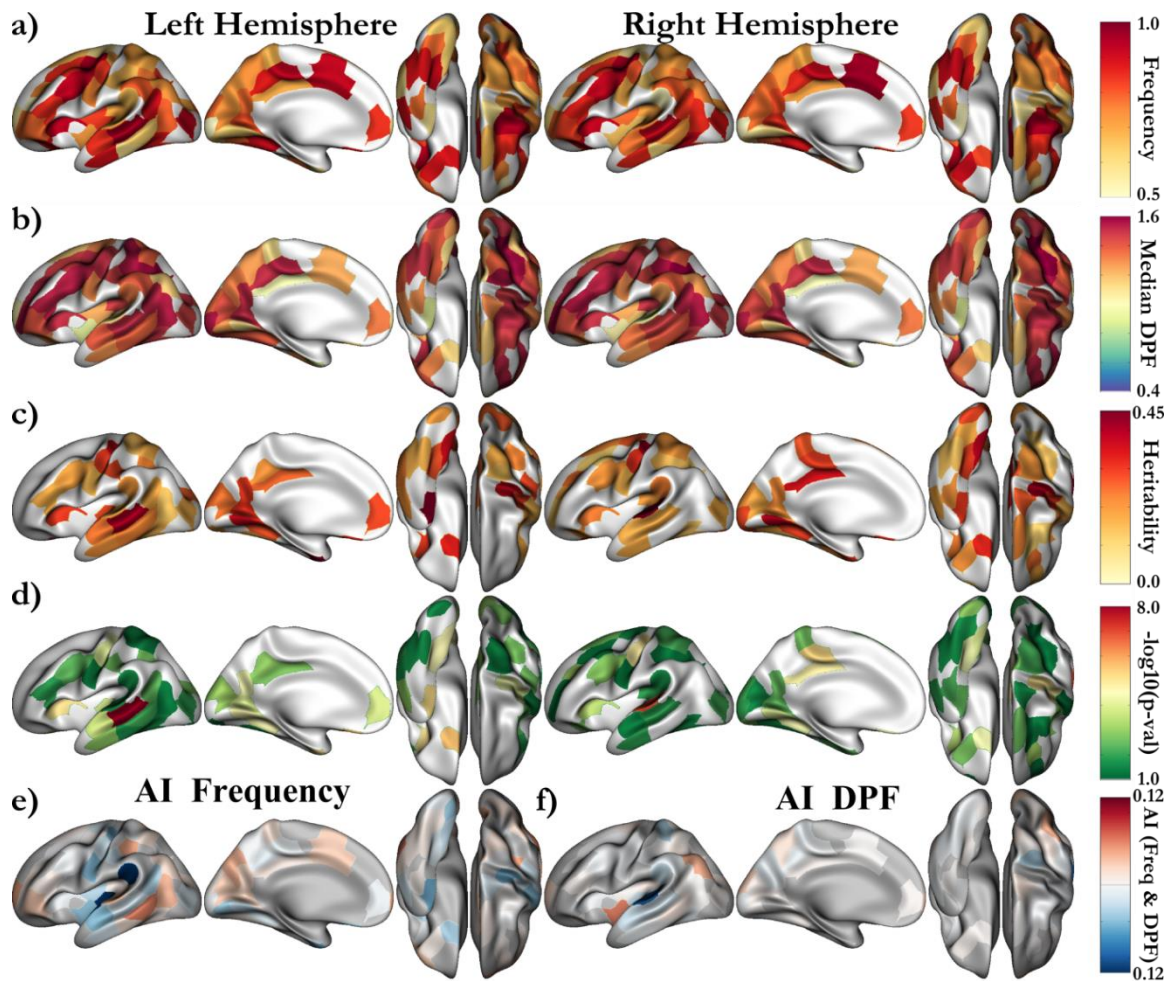 a) Left Hemisphere Right Hemisphere
1.0
Frequency
0.5
b)
1.6
Median DPF
0.4
c)
0.45
Heritability
0.0
d)
8.0
-log10(p-val)
1.0
e) AI Frequency f) AI DPF
0.12
AI (Freq & DPF)
0.12